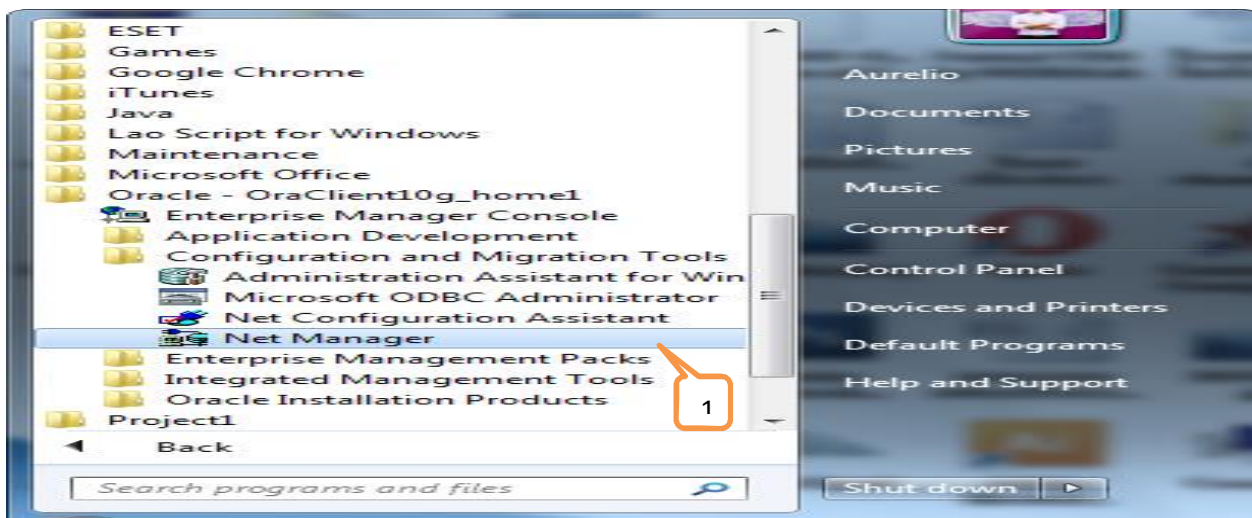 ESET
Games
Google Chrome
iTunes
Java
Lao Script for Windows
Maintenance
Microsoft Office
Oracle - OraClient10g_home1
Enterprise Manager Console
Application Development
Configuration and Migration Tools
Administration Assistant for Win
Microsoft ODBC Administrator
Net Configuration Assistant
Net Manager
Enterprise Management Packs
Integrated Management Tools
Oracle Installation Products
Project1
Back
Search programs and files
1
Aurelio
Documents
Pictures
Music
Computer
Control Panel
Devices and Printers
Default Programs
Help and Support
Shut down